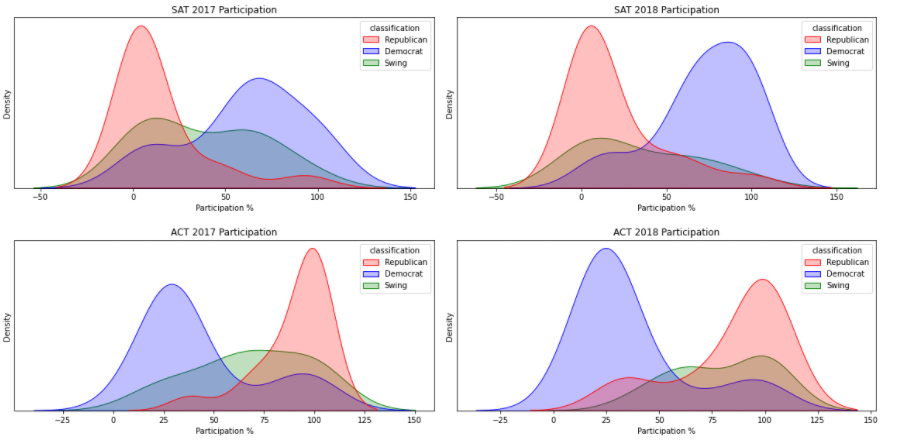 SAT 2017 Participation
classification
Republican
Democrat
Swing
Density
−50 0 50 100 150
Participation %
SAT 2018 Participation
classification
Republican
Democrat
Swing
Density
−50 0 50 100 150
Participation %
ACT 2017 Participation
classification
Republican
Democrat
Swing
Density
−25 0 25 50 75 100 125 150
Participation %
ACT 2018 Participation
classification
Republican
Democrat
Swing
Density
−25 0 25 50 75 100 125 150
Participation %